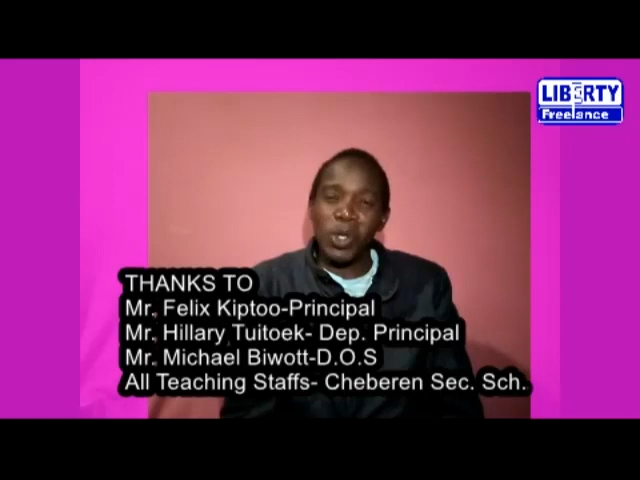 LIBERTY
Freelance
THANKS TO
Mr. Felix Kiptoo-Principal
Mr. Hillary Tuitoek- Dep. Principal
Mr. Michael Biwott-D.O.S
All Teaching Staffs- Cheberen Sec. Sch.